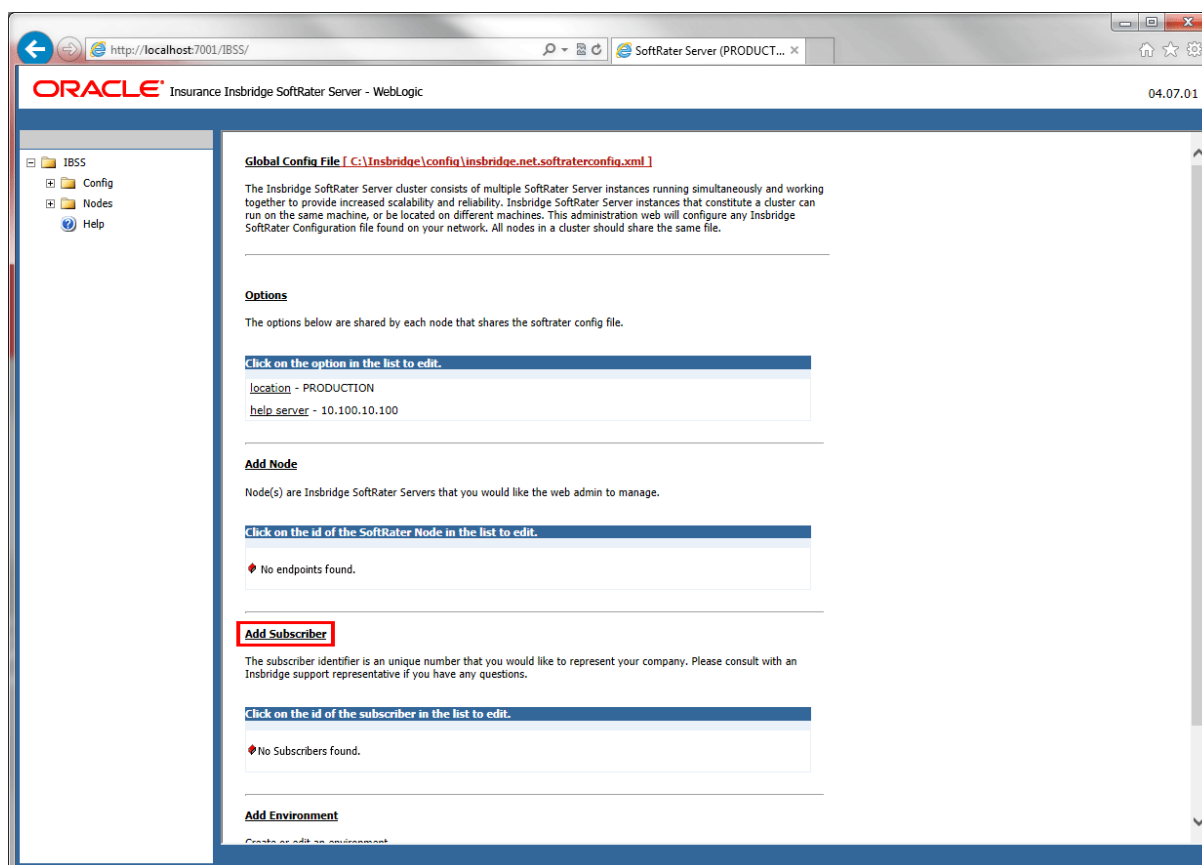 http://localhost:7001/IBSS/
SoftRater Server (PRODUCT...
ORACLE Insurance Insbridge SoftRater Server - WebLogic
04.07.01
IBSS
Config
Nodes
Help
Global Config File [ C:\Insbridge\config\insbridge.net.softraterconfig.xml ]
The Insbridge SoftRater Server cluster consists of multiple SoftRater Server instances running simultaneously and working
together to provide increased scalability and reliability. Insbridge SoftRater Server instances that constitute a cluster can
run on the same machine, or be located on different machines. This administration web will configure any Insbridge
SoftRater Configuration file found on your network. All nodes in a cluster should share the same file.
Options
The options below are shared by each node that shares the softrater config file.
Click on the option in the list to edit.
location - PRODUCTION
help server - 10.100.10.100
Add Node
Node(s) are Insbridge SoftRater Servers that you would like the web admin to manage.
Click on the id of the SoftRater Node in the list to edit.
No endpoints found.
Add Subscriber
The subscriber identifier is an unique number that you would like to represent your company. Please consult with an
Insbridge support representative if you have any questions.
Click on the id of the subscriber in the list to edit.
No Subscribers found.
Add Environment
Create or edit an environment